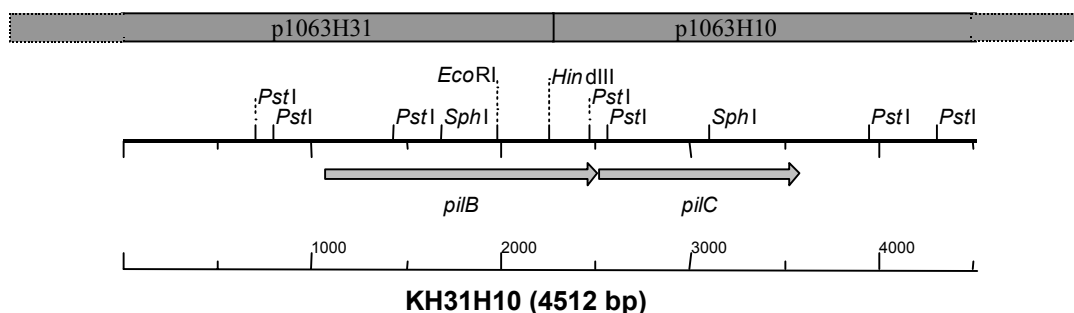 p1063H31 p1063H10
EcoRI HindIII
PstI PstI
PstI PstI SphI PstI SphI PstI PstI
pilB pilC
1000 2000 3000 4000
KH31H10 (4512 bp)